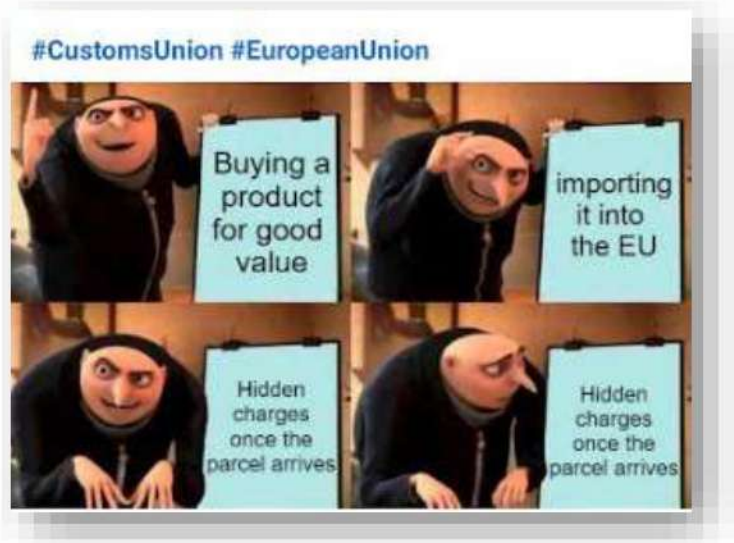 #CustomsUnion #EuropeanUnion
Buying a
product
for good
value
importing
it into
the EU
Hidden
charges
once the
parcel arrives
Hidden
charges
once the
parcel arrives